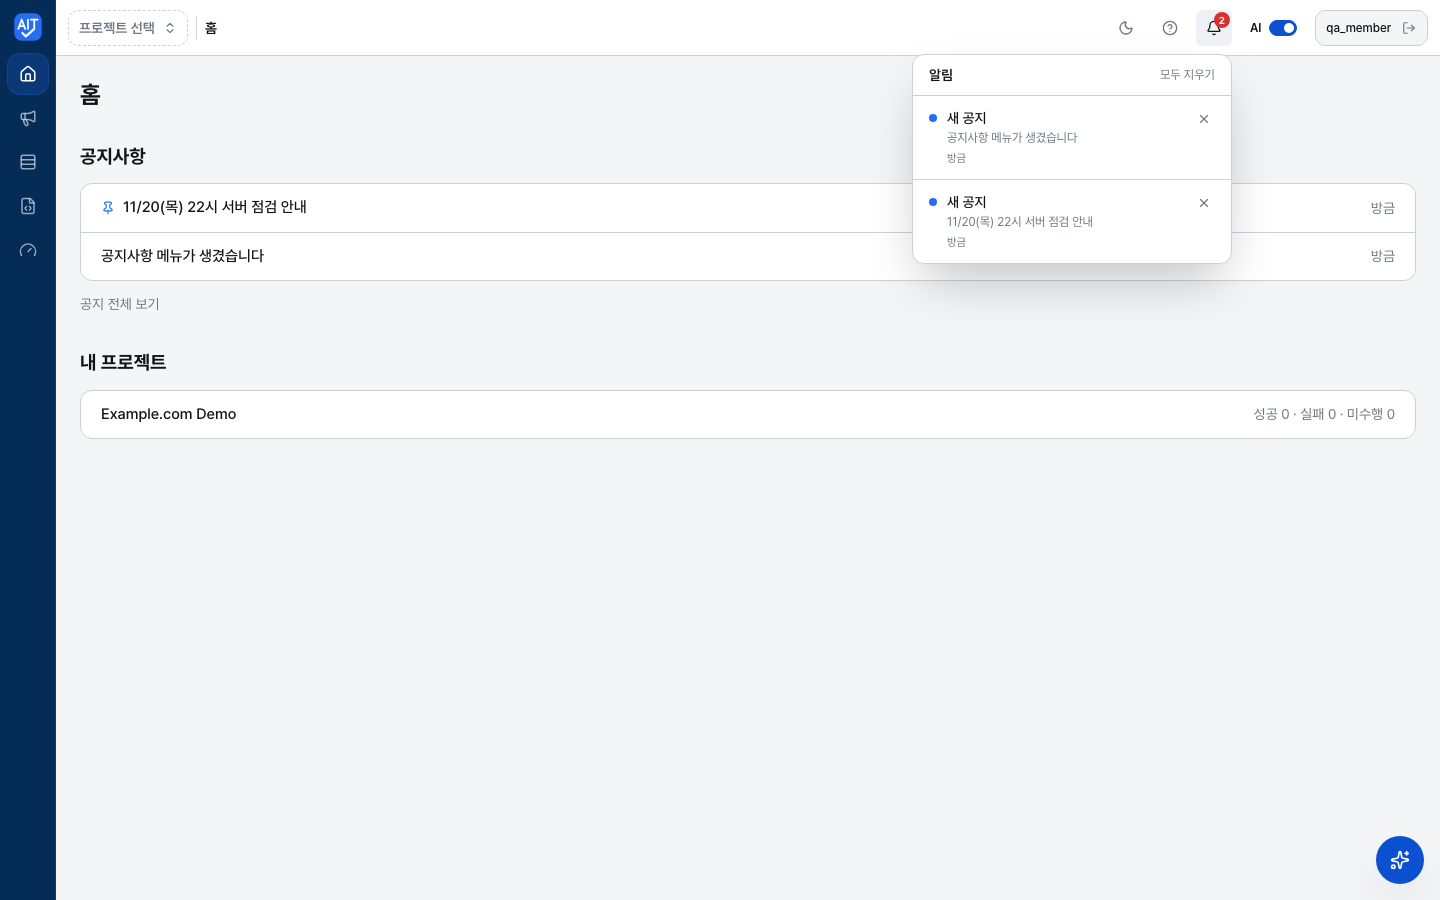 AIT
프로젝트 선택
홈
2
AI
qa_member
알림
모두 지우기
새 공지
공지사항 메뉴가 생겼습니다
방금
새 공지
11/20(목) 22시 서버 점검 안내
방금
홈
공지사항
11/20(목) 22시 서버 점검 안내
방금
공지사항 메뉴가 생겼습니다
방금
공지 전체 보기
내 프로젝트
Example.com Demo
성공 0 · 실패 0 · 미수행 0